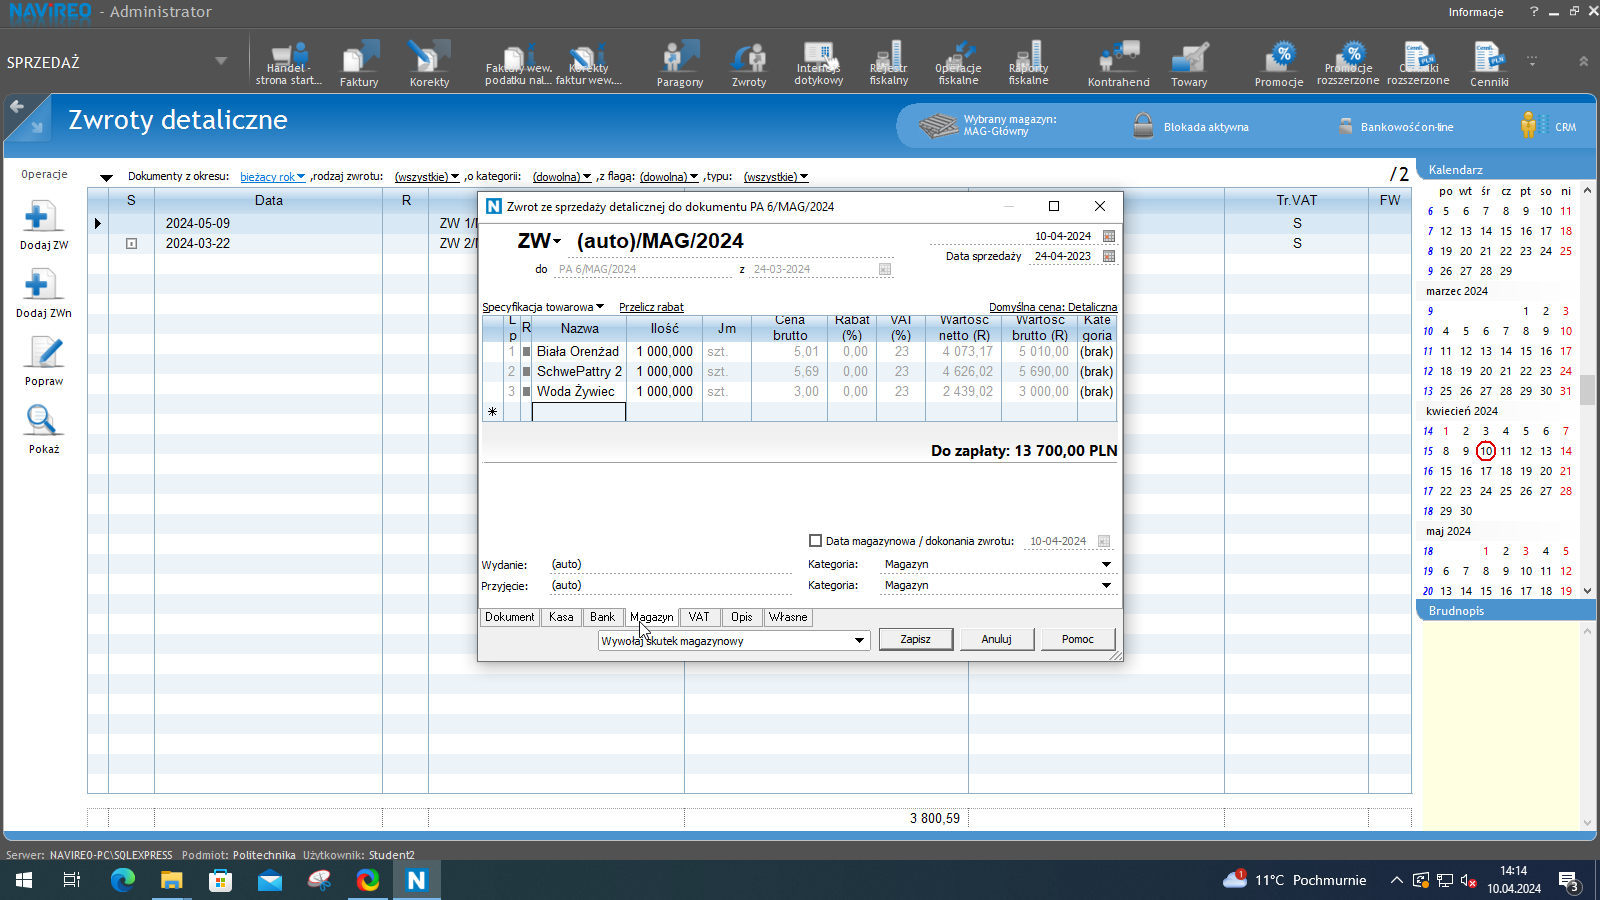 NAVIREO - Administrator
Informacje
SPRZEDAŻ
Handel - strona start...
Faktury
Korekty
Faktury wew. podatku nal...
Korekty faktur wew....
Paragony
Zwroty
Interfejs dotykowy
Rejestr fiskalny
Operacje fiskalne
Raporty fiskalne
Kontrahend
Towary
Promocje
Promocje rozszerzone
Cenniki rozszerzone
Cenniki
Zwroty detaliczne
Wybrany magazyn:
MAG-Główny
Blokada aktywna
Bankowość on-line
CRM
Operacje
Dodaj ZW
Dodaj ZWn
Popraw
Pokaż
Dokumenty z okresu: bieżący rok ,rodzaj zwrotu: (wszystkie) ,o kategorii: (dowolna) ,z flagą: (dowolna) ,typu: (wszystkie) /2
S Data R Tr.VAT FW
2024-05-09 ZW 1/ S
2024-03-22 ZW 2/ S
3 800,59
Zwrot ze sprzedaży detalicznej do dokumentu PA 6/MAG/2024
ZW (auto)/MAG/2024
10-04-2024
Data sprzedaży 24-04-2023
do PA 6/MAG/2024 z 24-03-2024
Specyfikacja towarowa Przelicz rabat Domyślna cena: Detaliczna
Lp R Nazwa Ilość Jm Cena brutto Rabat (%) VAT (%) Wartość netto (R) Wartość brutto (R) Kategoria
1 Biała Orenżad 1 000,000 szt. 5,01 0,00 23 4 073,17 5 010,00 (brak)
2 SchwePattry 2 1 000,000 szt. 5,69 0,00 23 4 626,02 5 690,00 (brak)
3 Woda Żywiec 1 000,000 szt. 3,00 0,00 23 2 439,02 3 000,00 (brak)
Do zapłaty: 13 700,00 PLN
Data magazynowa / dokonania zwrotu: 10-04-2024
Wydanie: (auto) Kategoria: Magazyn
Przyjęcie: (auto) Kategoria: Magazyn
Dokument Kasa Bank Magazyn VAT Opis Własne
Wywołaj skutek magazynowy Zapisz Anuluj Pomoc
Kalendarz
po wt śr cz pt so ni
6 5 6 7 8 9 10 11
7 12 13 14 15 16 17 18
8 19 20 21 22 23 24 25
9 26 27 28 29
marzec 2024
9 1 2 3
10 4 5 6 7 8 9 10
11 11 12 13 14 15 16 17
12 18 19 20 21 22 23 24
13 25 26 27 28 29 30 31
kwiecień 2024
14 1 2 3 4 5 6 7
15 8 9 10 11 12 13 14
16 15 16 17 18 19 20 21
17 22 23 24 25 26 27 28
18 29 30
maj 2024
18 1 2 3 4 5
19 6 7 8 9 10 11 12
20 13 14 15 16 17 18 19
Brudnopis
Serwer: NAVIREO-PC\SQLEXPRESS Podmiot: Politechnika Użytkownik: Student2
1
11°C Pochmurnie
14:14
10.04.2024
3